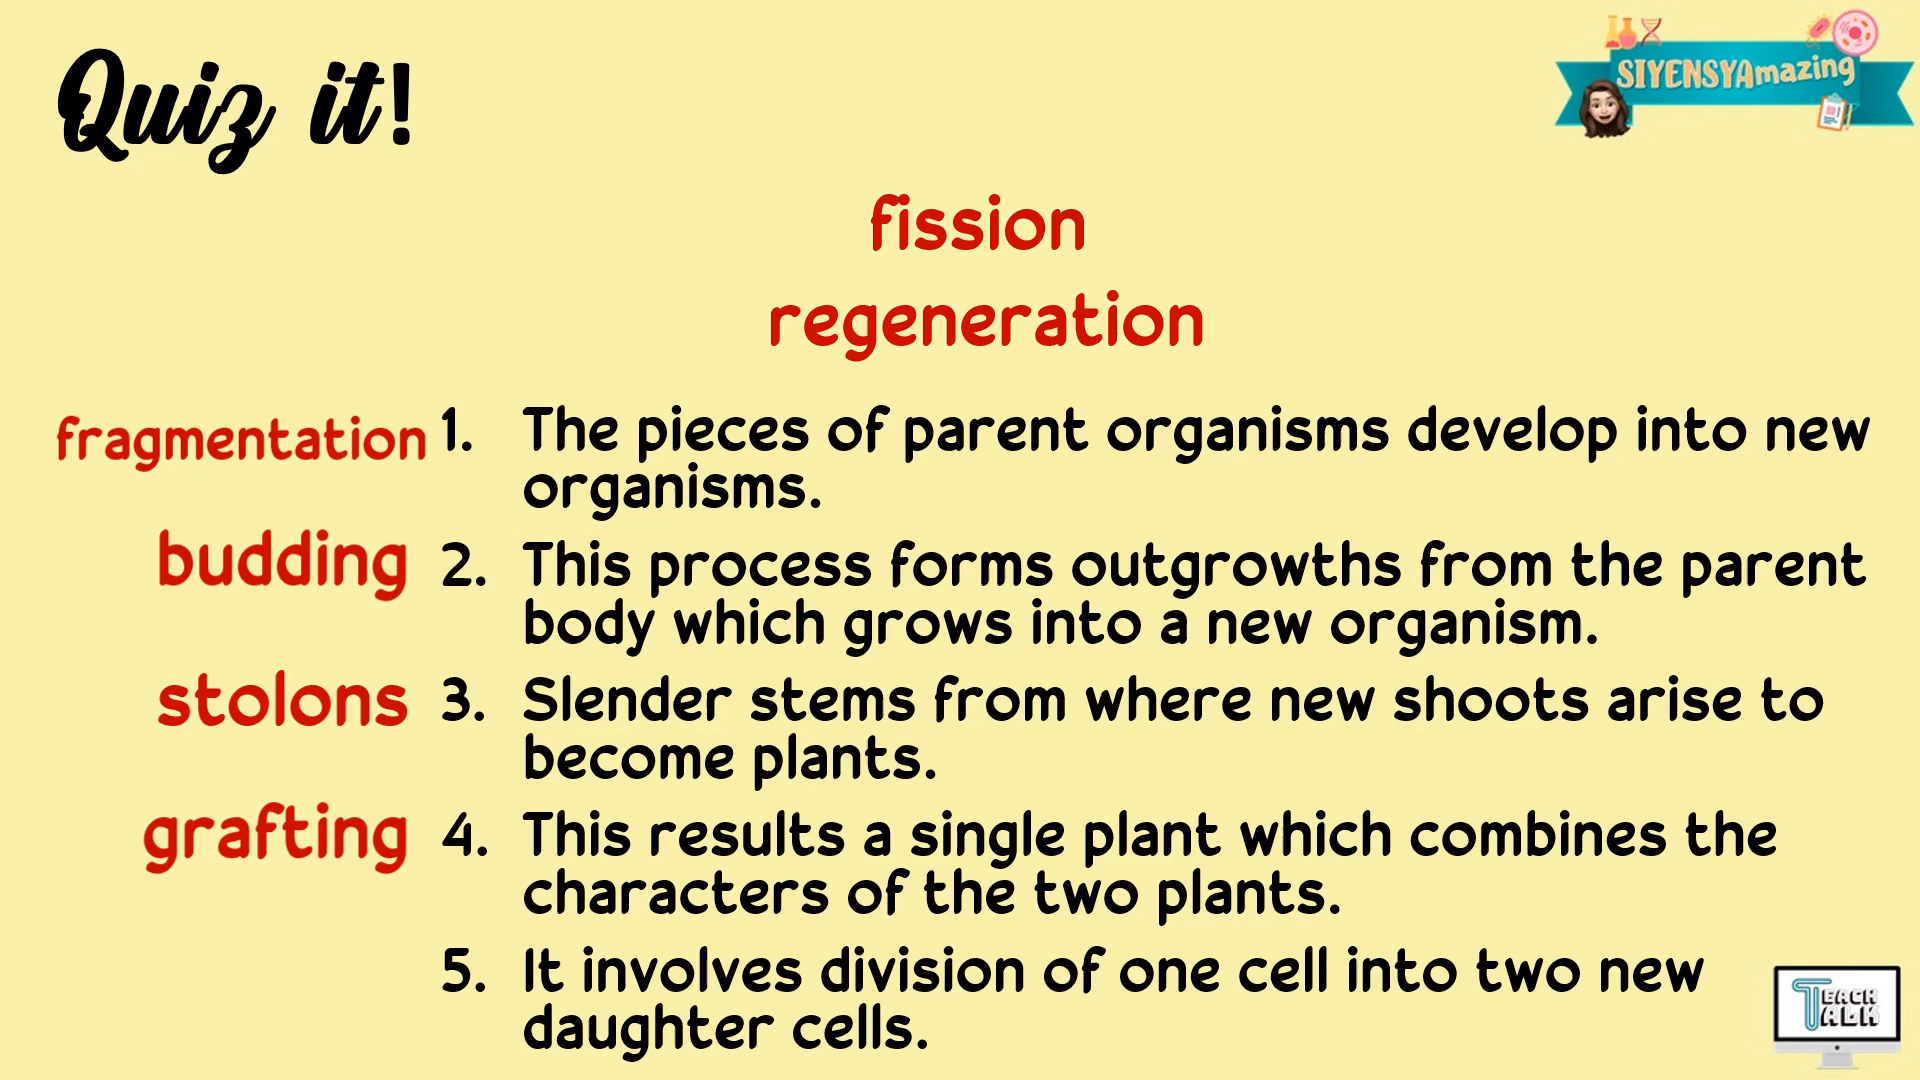 Quiz it!
SIYENSYAmazing
fission
regeneration
fragmentation 1. The pieces of parent organisms develop into new
organisms.
budding 2. This process forms outgrowths from the parent
body which grows into a new organism.
stolons 3. Slender stems from where new shoots arise to
become plants.
grafting 4. This results a single plant which combines the
characters of the two plants.
5. It involves division of one cell into two new
daughter cells.
TEACH
TALK